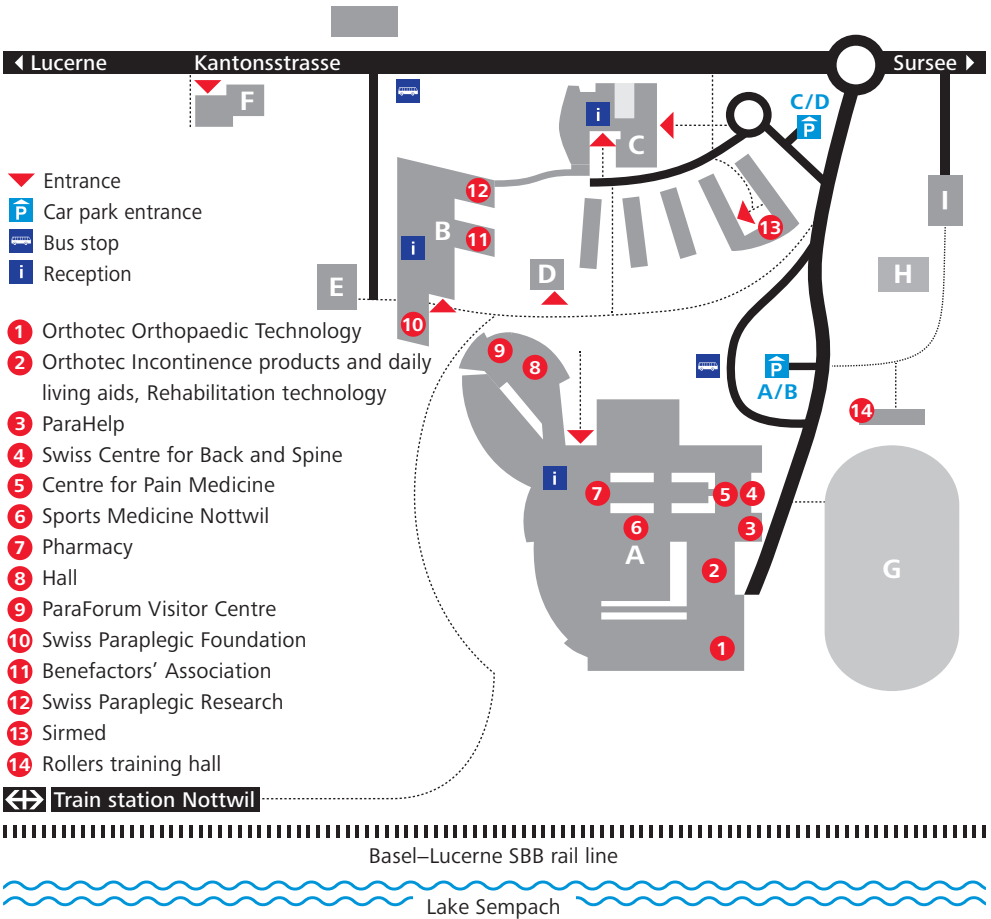 Lucerne
Kantonsstrasse
Sursee
F
i
C
C/D
P
Entrance
P
Car park entrance
Bus stop
i
Reception
12
B
11
i
13
I
E
D
H
10
1 Orthotec Orthopaedic Technology
2 Orthotec Incontinence products and daily
living aids, Rehabilitation technology
3 ParaHelp
4 Swiss Centre for Back and Spine
5 Centre for Pain Medicine
6 Sports Medicine Nottwil
7 Pharmacy
8 Hall
9 ParaForum Visitor Centre
10 Swiss Paraplegic Foundation
11 Benefactors’ Association
12 Swiss Paraplegic Research
13 Sirmed
14 Rollers training hall
9
8
P
A/B
14
i
7
5
4
6
3
A
2
G
1
Train station Nottwil
Basel–Lucerne SBB rail line
Lake Sempach